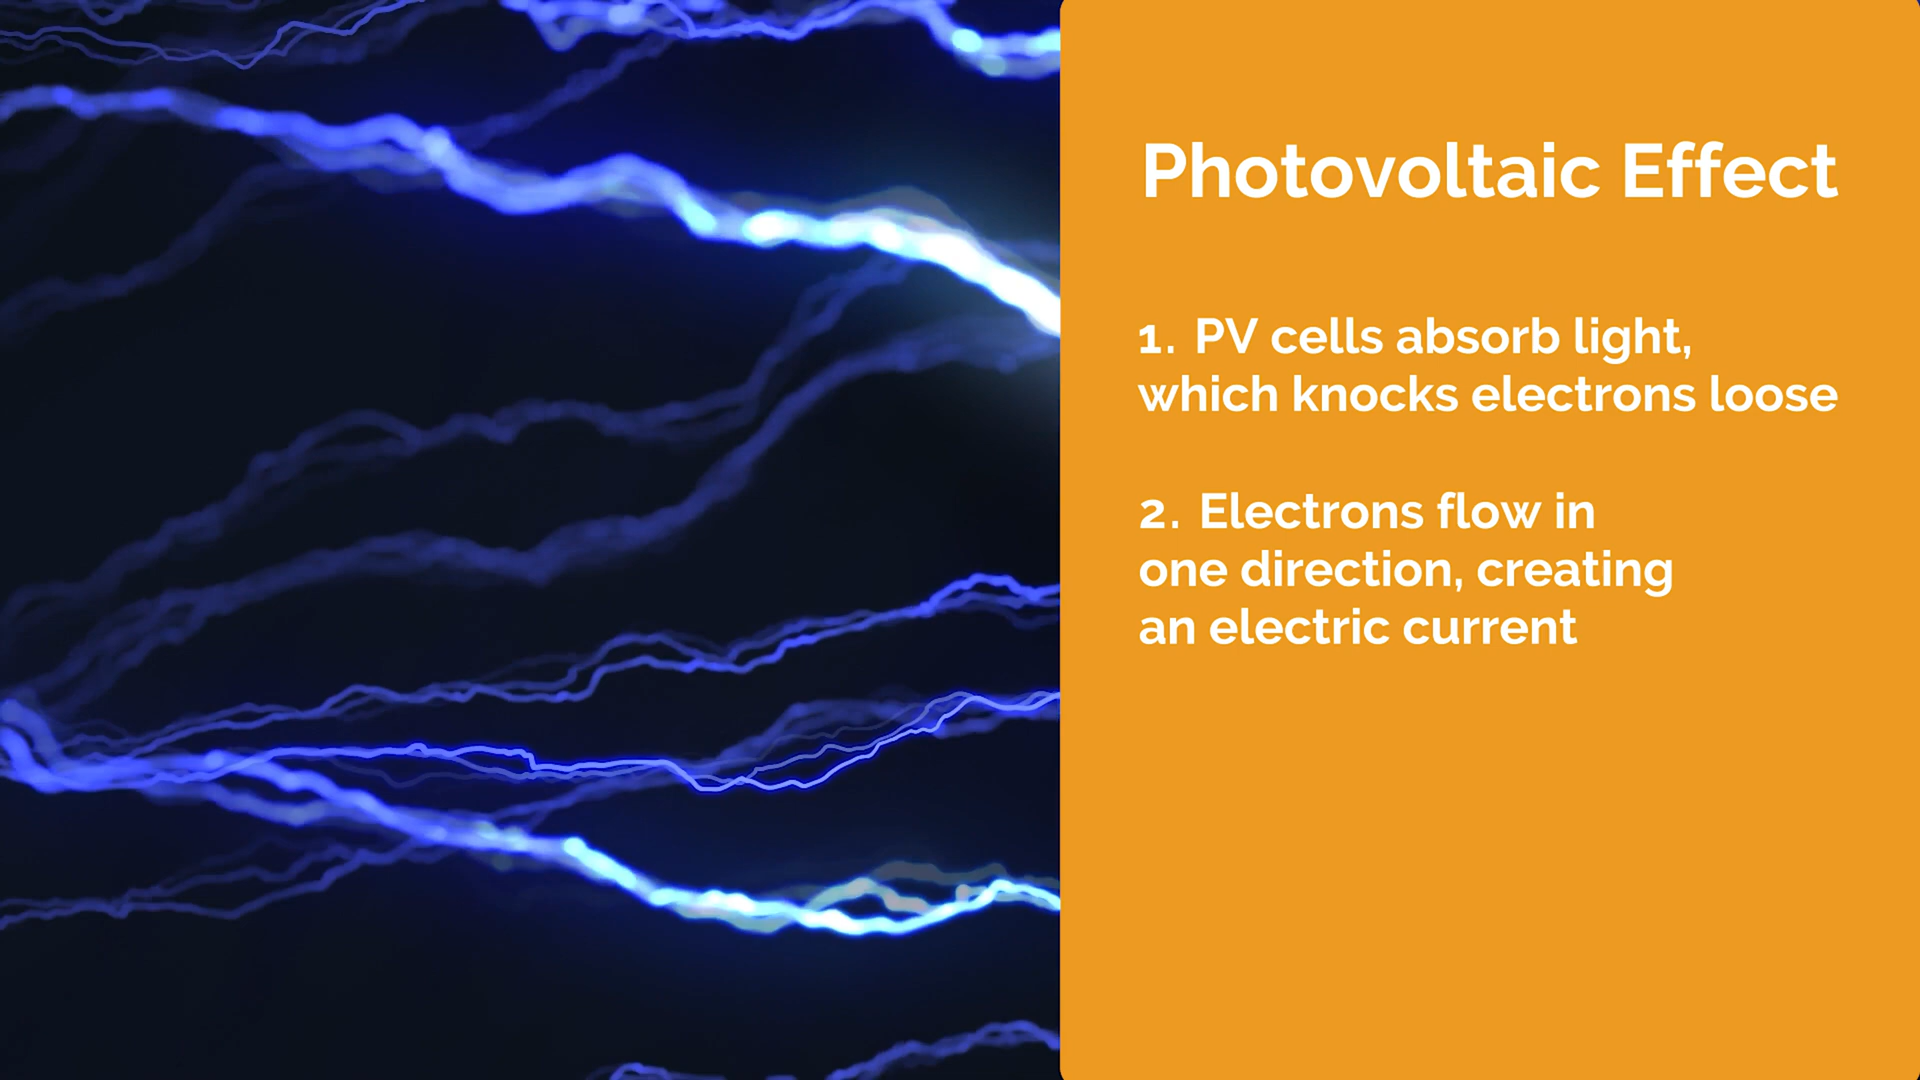 Photovoltaic Effect
1. PV cells absorb light,
which knocks electrons loose
2. Electrons flow in
one direction, creating
an electric current